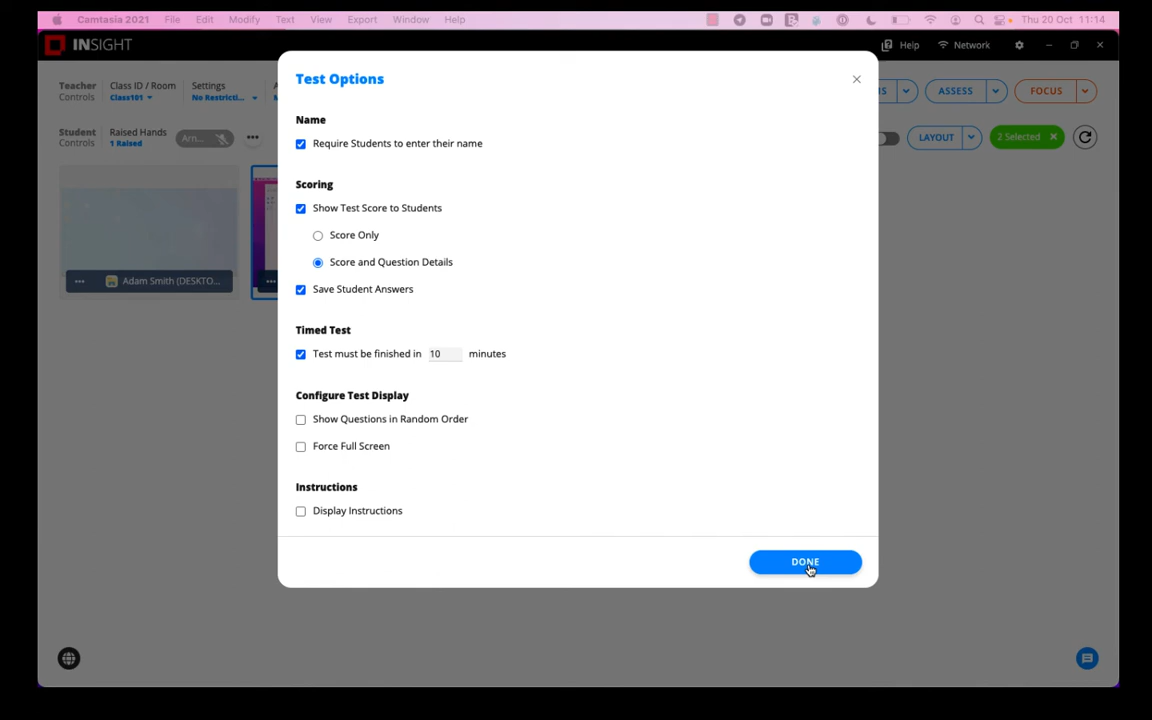 Camtasia 2021 File Edit Modify Text View Export Window Help Thu 20 Oct 11:14
INSIGHT Help Network
Test Options
Teacher Controls
Class ID / Room
Class101
Settings
No Restricti...
ASSESS
FOCUS
Student Controls
Raised Hands
1 Raised
Arn...
LAYOUT
2 Selected
Adam Smith (DESKTO...
Name
Require Students to enter their name
Scoring
Show Test Score to Students
Score Only
Score and Question Details
Save Student Answers
Timed Test
Test must be finished in 10 minutes
Configure Test Display
Show Questions in Random Order
Force Full Screen
Instructions
Display Instructions
DONE